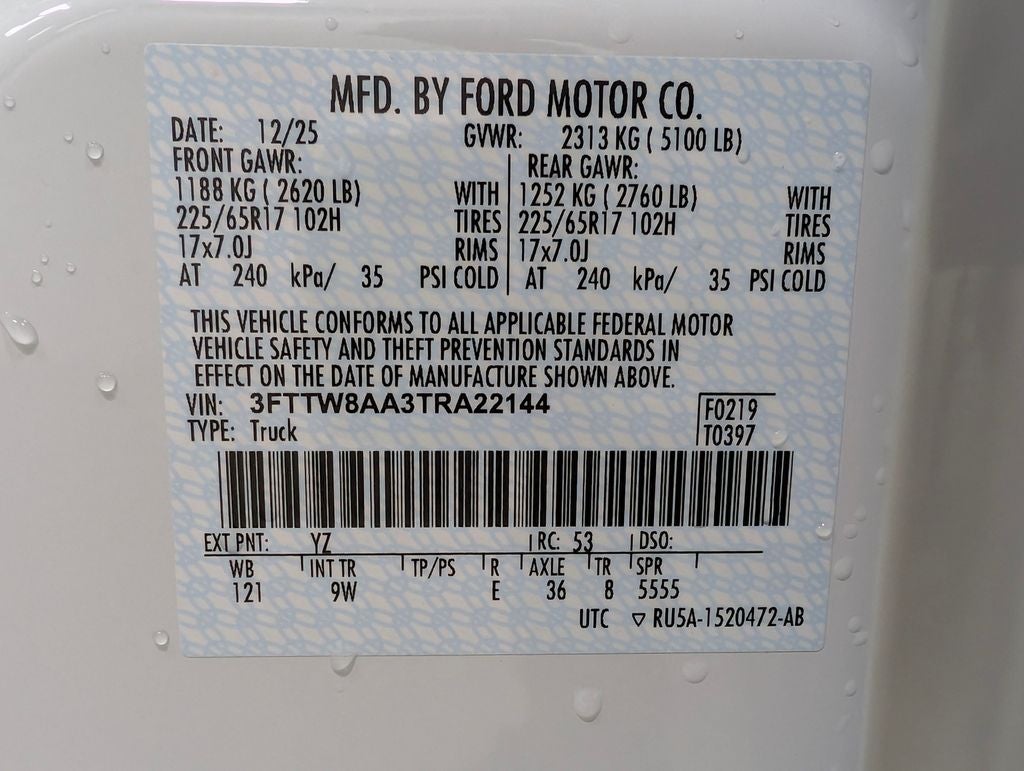 MFD. BY FORD MOTOR CO.
DATE: 12/25 GVWR: 2313 KG ( 5100 LB)
FRONT GAWR: REAR GAWR:
1188 KG ( 2620 LB) WITH 1252 KG ( 2760 LB) WITH
225/65R17 102H TIRES 225/65R17 102H TIRES
17x7.0J RIMS 17x7.0J RIMS
AT 240 kPa/ 35 PSI COLD AT 240 kPa/ 35 PSI COLD
THIS VEHICLE CONFORMS TO ALL APPLICABLE FEDERAL MOTOR
VEHICLE SAFETY AND THEFT PREVENTION STANDARDS IN
EFFECT ON THE DATE OF MANUFACTURE SHOWN ABOVE.
VIN: 3FTTW8AA3TRA22144 F0219
TYPE: Truck T0397
EXT PNT: YZ RC: 53 DSO:
WB INT TR TP/PS R AXLE TR SPR
121 9W E 36 8 5555
UTC ▽ RU5A-1520472-AB